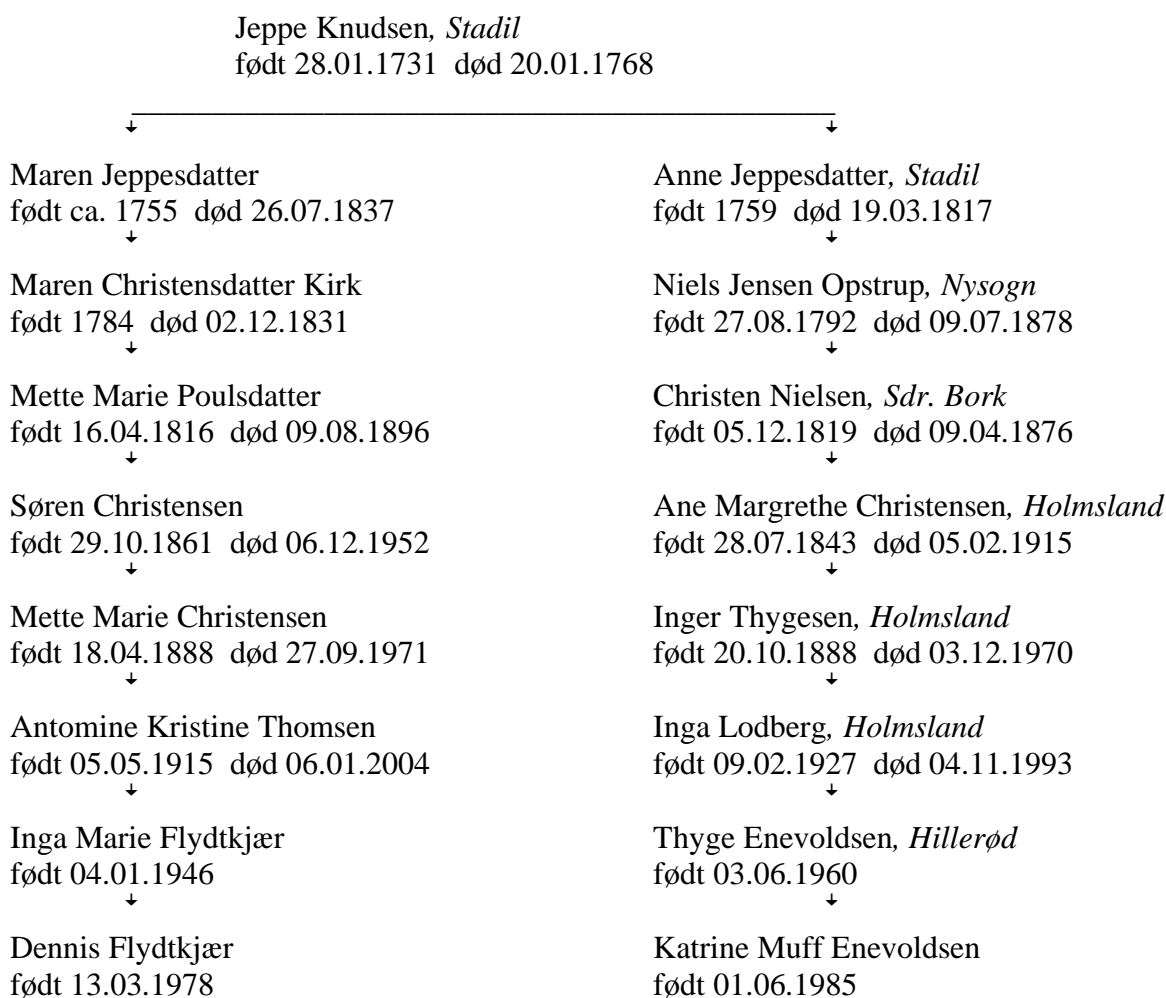 Jeppe Knudsen, Stadil
født 28.01.1731 død 20.01.1768
Maren Jeppesdatter
født ca. 1755 død 26.07.1837
Anne Jeppesdatter, Stadil
født 1759 død 19.03.1817
Maren Christensdatter Kirk
født 1784 død 02.12.1831
Niels Jensen Opstrup, Nysogn
født 27.08.1792 død 09.07.1878
Mette Marie Poulsdatter
født 16.04.1816 død 09.08.1896
Christen Nielsen, Sdr. Bork
født 05.12.1819 død 09.04.1876
Søren Christensen
født 29.10.1861 død 06.12.1952
Ane Margrethe Christensen, Holmsland
født 28.07.1843 død 05.02.1915
Mette Marie Christensen
født 18.04.1888 død 27.09.1971
Inger Thygesen, Holmsland
født 20.10.1888 død 03.12.1970
Antomine Kristine Thomsen
født 05.05.1915 død 06.01.2004
Inga Lodberg, Holmsland
født 09.02.1927 død 04.11.1993
Inga Marie Flydtkjær
født 04.01.1946
Thyge Enevoldsen, Hillerød
født 03.06.1960
Dennis Flydtkjær
født 13.03.1978
Katrine Muff Enevoldsen
født 01.06.1985